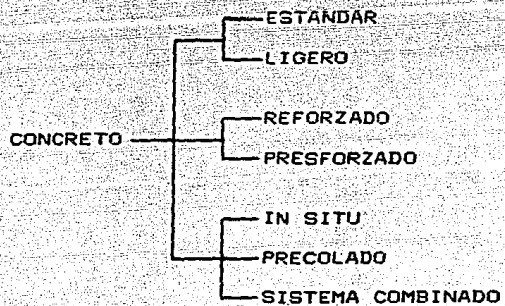 ESTANDAR
LIGERO
REFORZADO
CONCRETO
PRESFORZADO
IN SITU
PRECOLADO
SISTEMA COMBINADO